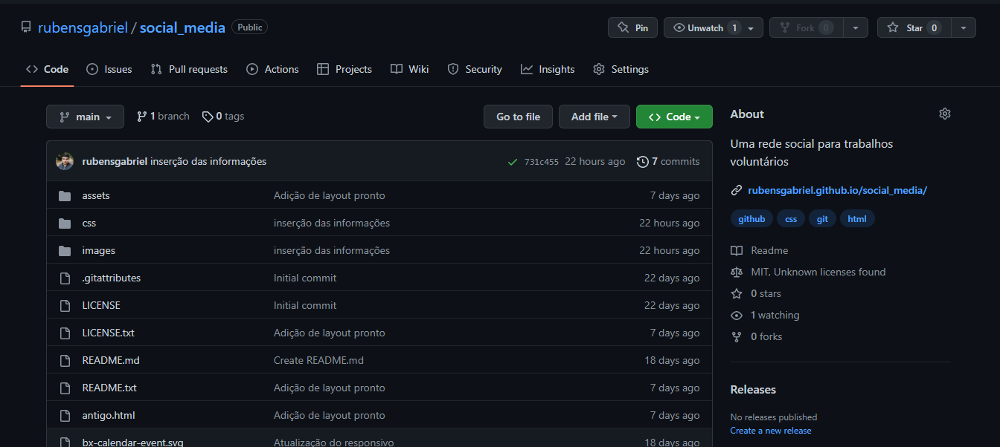 rubensgabriel / social_media Public
Pin Unwatch 1 Fork 0 Star 0
Code Issues Pull requests Actions Projects Wiki Security Insights Settings
main 1 branch 0 tags Go to file Add file Code
rubensgabriel inserção das informações 731c455 22 hours ago 7 commits
assets Adição de layout pronto 7 days ago
css inserção das informações 22 hours ago
images inserção das informações 22 hours ago
.gitattributes Initial commit 22 days ago
LICENSE Initial commit 22 days ago
LICENSE.txt Adição de layout pronto 7 days ago
README.md Create README.md 18 days ago
README.txt Adição de layout pronto 7 days ago
antigo.html Adição de layout pronto 7 days ago
bx-calendar-event.svg Atualização do responsivo 18 days ago
About
Uma rede social para trabalhos
voluntários
rubensgabriel.github.io/social_media/
github css git html
Readme
MIT, Unknown licenses found
0 stars
1 watching
0 forks
Releases
No releases published
Create a new release